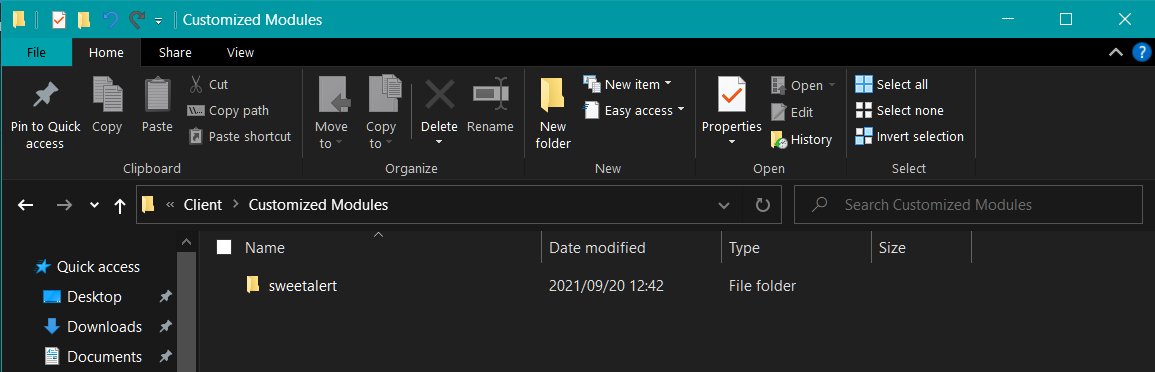 Customized Modules
File Home Share View
Pin to Quick access
Copy
Paste
Cut
Copy path
Paste shortcut
Clipboard
Move to
Copy to
Delete
Rename
Organize
New folder
New item
Easy access
New
Properties
Open
Edit
History
Open
Select all
Select none
Invert selection
Select
« Client > Customized Modules
Search Customized Modules
Name Date modified Type Size
Quick access
Desktop
Downloads
Documents
sweetalert 2021/09/20 12:42 File folder